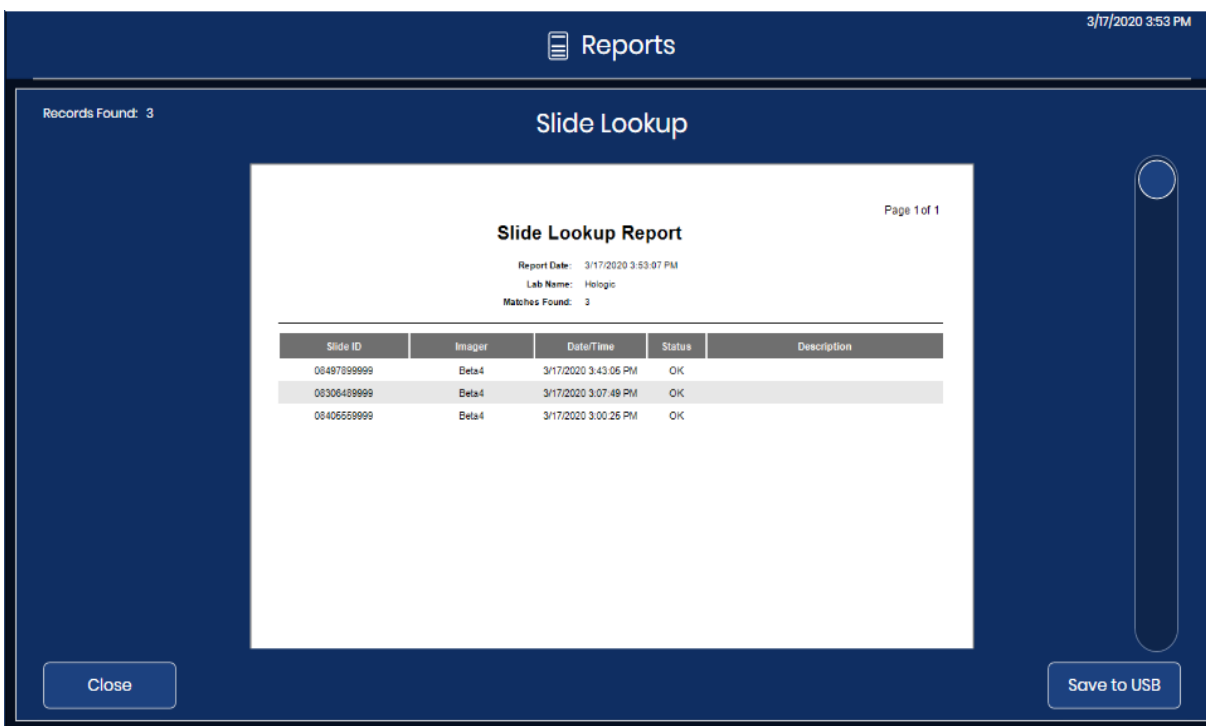 3/17/2020 3:53 PM
Reports
Records Found: 3
Slide Lookup
Page 1 of 1
Slide Lookup Report
Report Date: 3/17/2020 3:53:07 PM
Lab Name: Hologic
Matches Found: 3
Slide ID Imager Date/Time Status Description
08497899999 Beta4 3/17/2020 3:43:05 PM OK
08306489999 Beta4 3/17/2020 3:07:49 PM OK
08405559999 Beta4 3/17/2020 3:00:25 PM OK
Close Save to USB